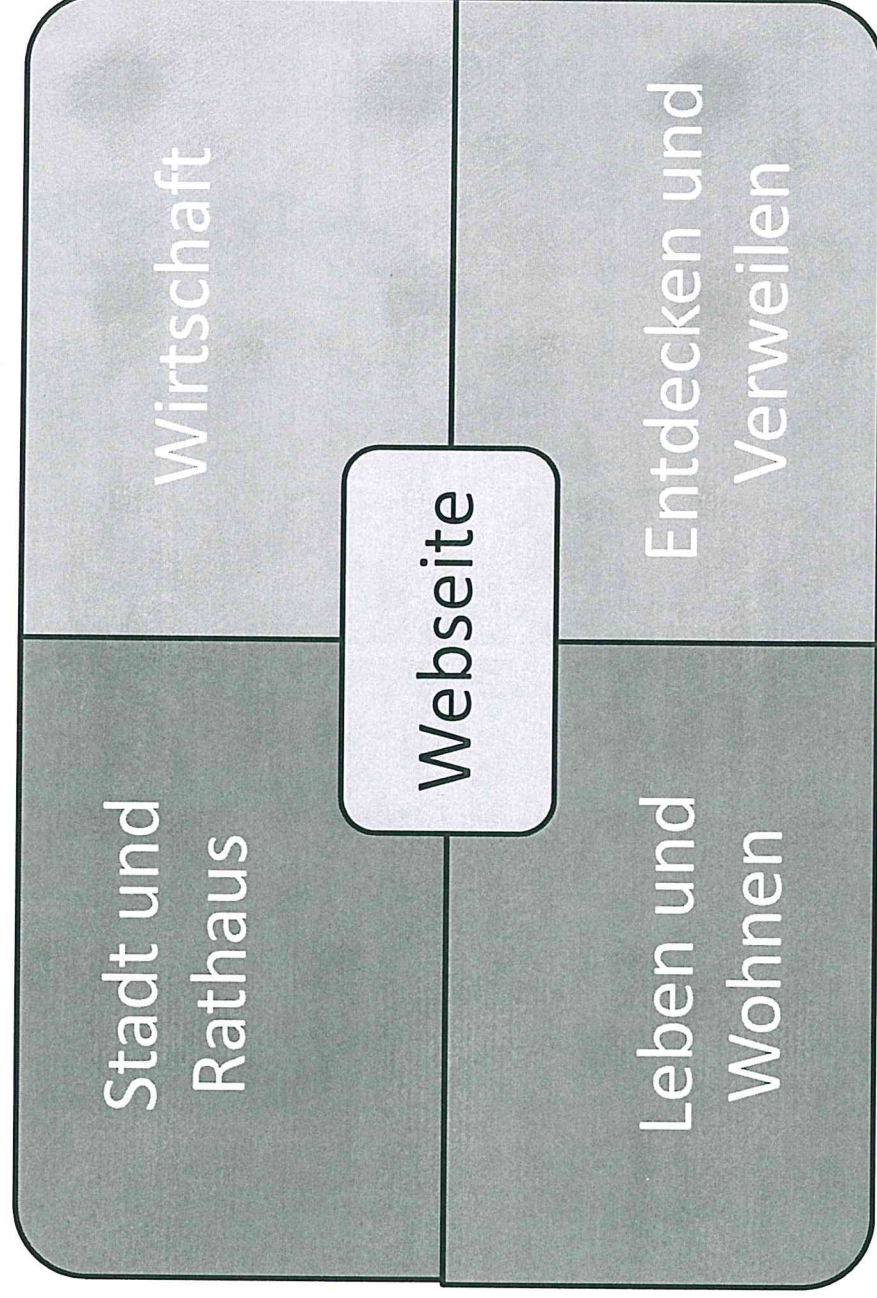 Stadt und
Rathaus
Wirtschaft
Webseite
Leben und
Wohnen
Entdecken und
Verweilen